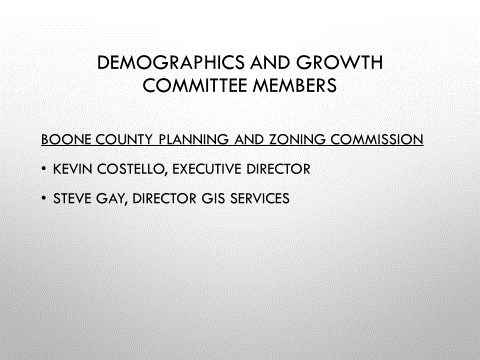 DEMOGRAPHICS AND GROWTH
COMMITTEE MEMBERS
BOONE COUNTY PLANNING AND ZONING COMMISSION
• KEVIN COSTELLO, EXECUTIVE DIRECTOR
• STEVE GAY, DIRECTOR GIS SERVICES